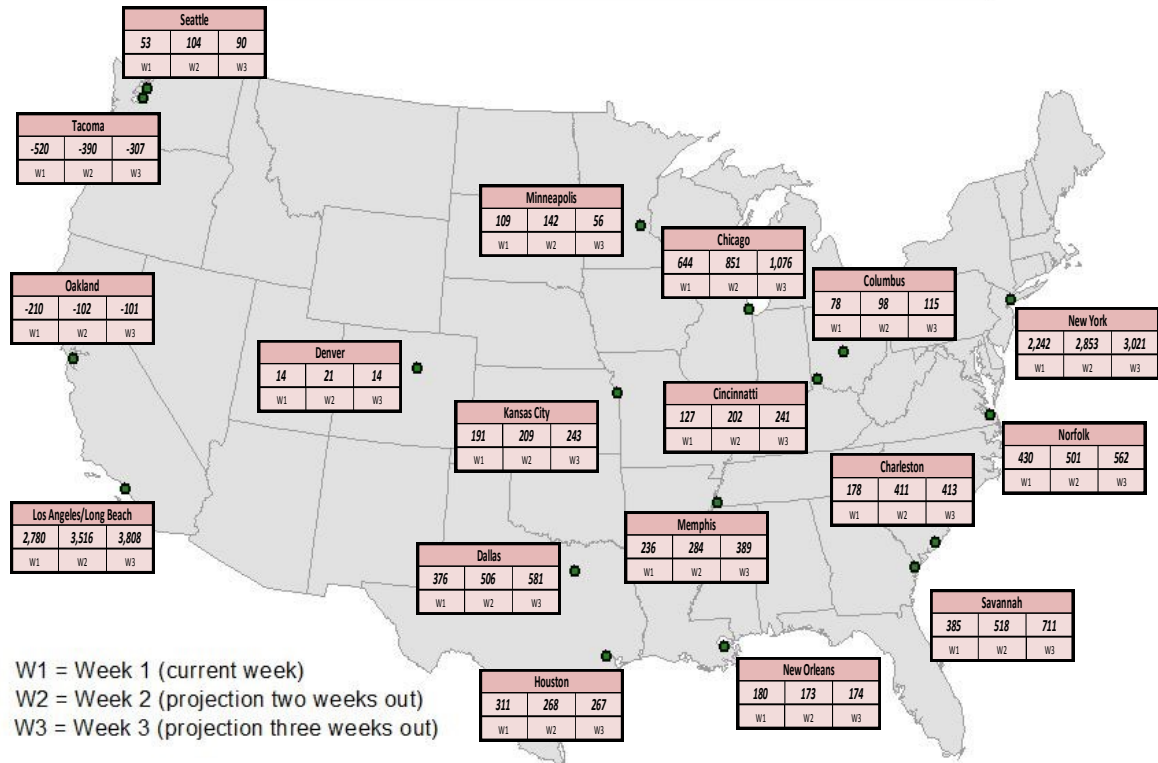 Seattle
53 104 90
W1 W2 W3
Tacoma
-520 -390 -307
W1 W2 W3
Minneapolis
109 142 56
W1 W2 W3
Chicago
644 851 1,076
W1 W2 W3
Columbus
78 98 115
W1 W2 W3
Oakland
-210 -102 -101
W1 W2 W3
New York
2,242 2,853 3,021
W1 W2 W3
Denver
14 21 14
W1 W2 W3
Cincinnatti
127 202 241
W1 W2 W3
Kansas City
191 209 243
W1 W2 W3
Norfolk
430 501 562
W1 W2 W3
Charleston
178 411 413
W1 W2 W3
Los Angeles/Long Beach
2,780 3,516 3,808
W1 W2 W3
Memphis
236 284 389
W1 W2 W3
Dallas
376 506 581
W1 W2 W3
Savannah
385 518 711
W1 W2 W3
New Orleans
180 173 174
W1 W2 W3
Houston
311 268 267
W1 W2 W3
W1 = Week 1 (current week)
W2 = Week 2 (projection two weeks out)
W3 = Week 3 (projection three weeks out)